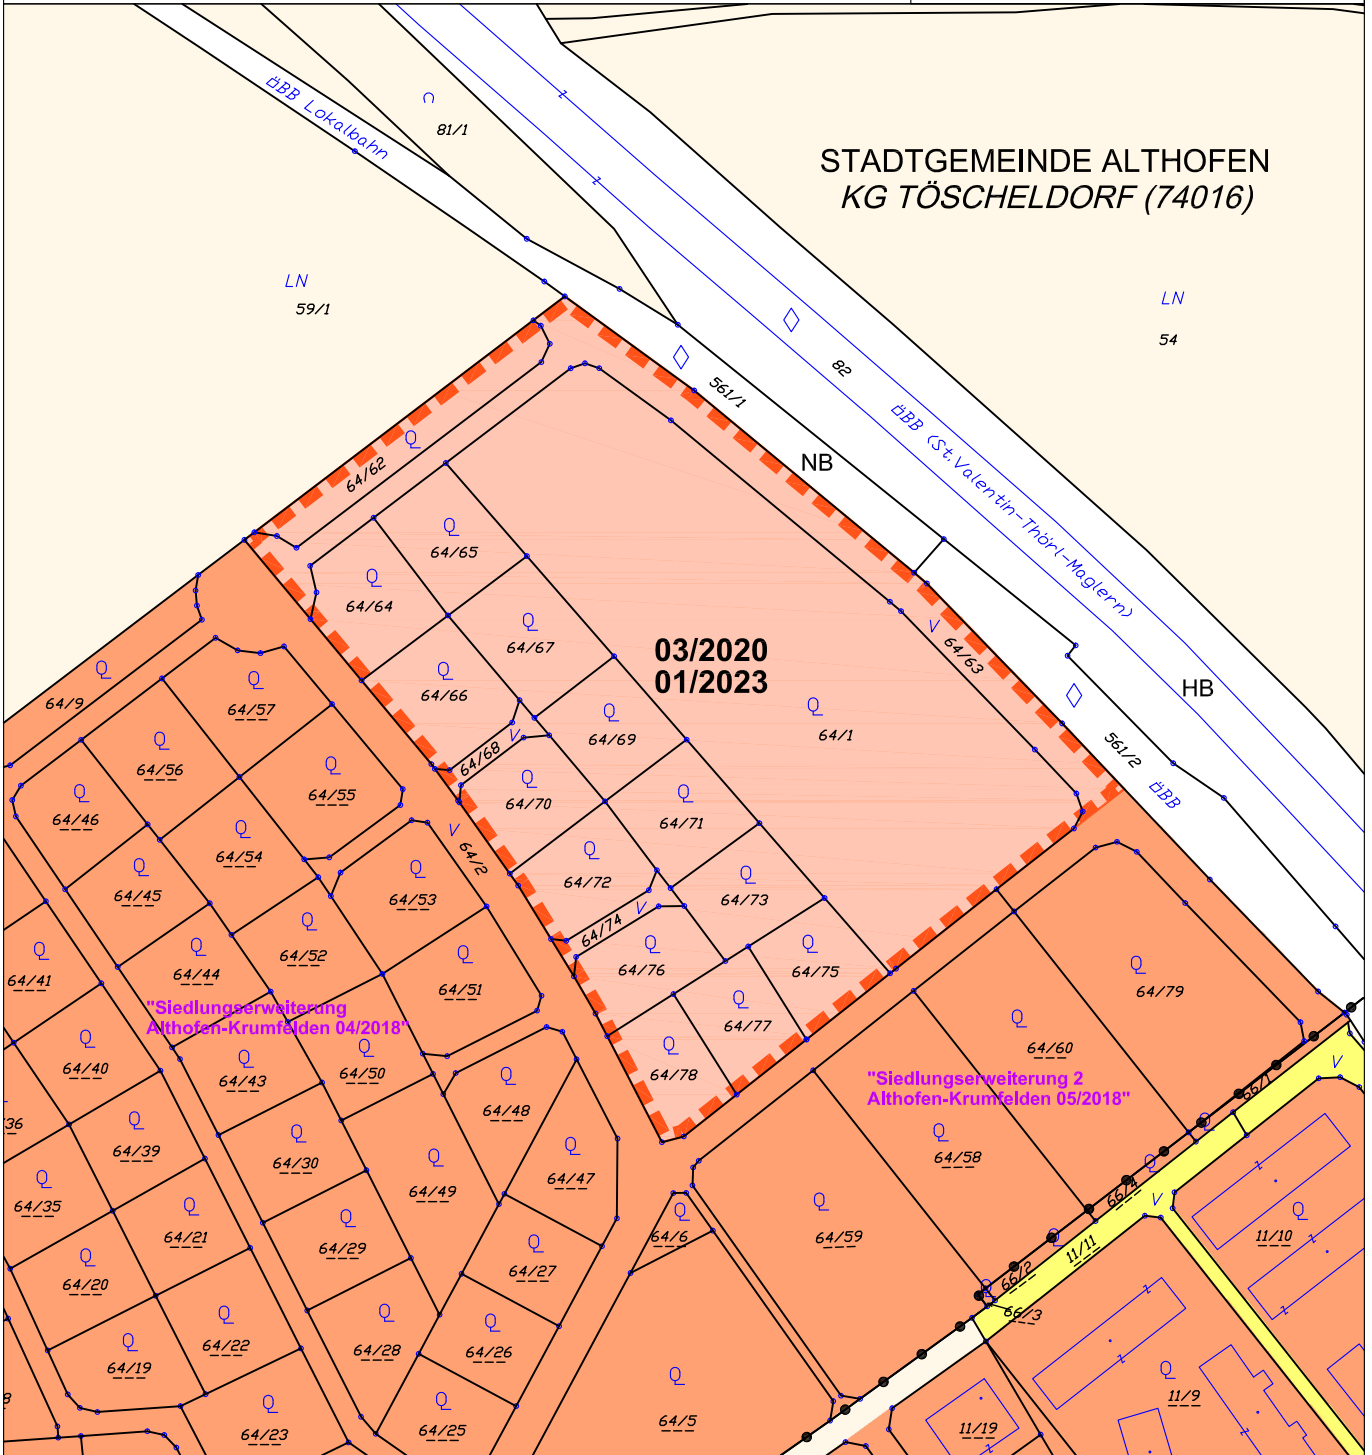 ÖBB Lokalbahn
81/1
STADTGEMEINDE ALTHOFEN
KG TÖSCHELDORF (74016)
LN
59/1
LN
54
82
561/1
ÖBB (St.Valentin-Thörl-Maglern)
NB
HB
Q
64/62
Q
64/65
Q
64/64
Q
64/67
Q
64/66
03/2020
01/2023
V
64/63
Q
64/1
Q
64/69
64/68
V
561/2
ÖBB
Q
64/9
Q
64/57
Q
64/56
Q
64/55
Q
64/46
Q
64/70
Q
64/71
Q
64/54
V
64/2
Q
64/45
Q
64/53
Q
64/72
Q
64/73
64/74
V
Q
64/52
Q
64/41
Q
64/44
Q
64/51
Q
64/76
Q
64/75
Q
64/79
"Siedlungserweiterung
Althofen-Krumfelden 04/2018"
Q
64/77
Q
64/60
Q
64/40
Q
64/43
Q
64/50
Q
64/78
"Siedlungserweiterung 2
Althofen-Krumfelden 05/2018"
66/1
V
Q
64/48
36
Q
64/39
Q
64/30
Q
64/58
Q
Q
Q
64/47
Q
64/49
66/4
V
Q
64/35
Q
64/21
Q
64/29
Q
64/6
Q
64/59
Q
11/11
Q
11/10
Q
64/20
Q
64/27
66/2
Q
66/3
Q
64/22
Q
64/28
Q
64/26
Q
64/19
Q
64/23
Q
64/25
Q
64/5
Q
11/9
11/19
8